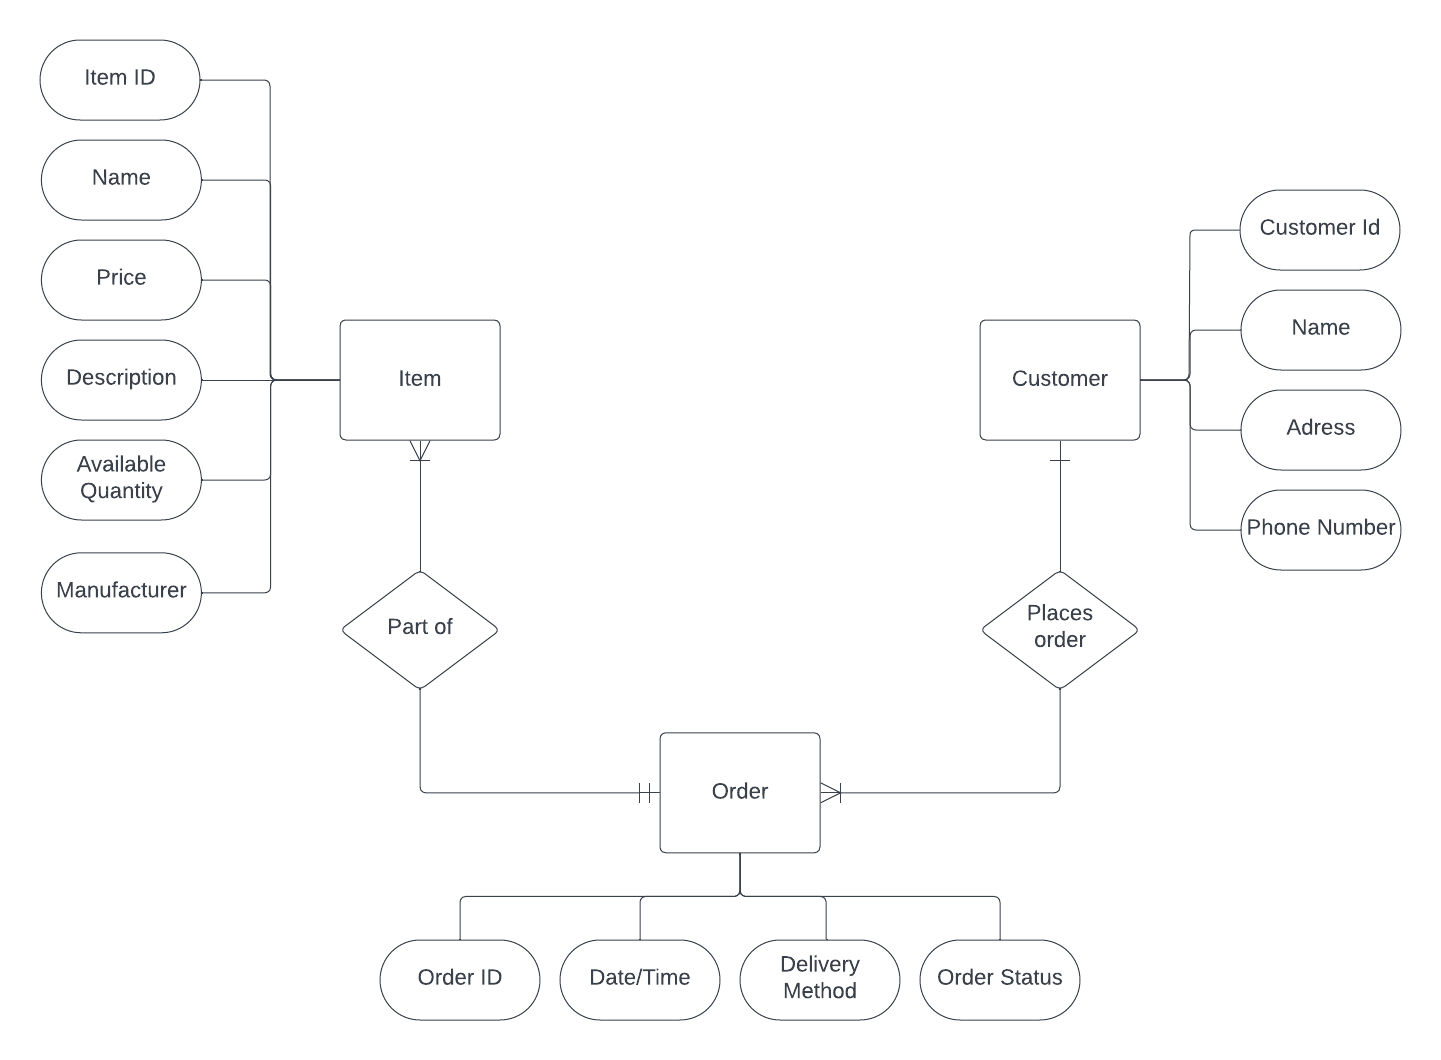 Item ID
Name
Price
Description
Available
Quantity
Manufacturer
Item
Customer
Customer Id
Name
Adress
Phone Number
Part of
Places
order
Order
Order ID
Date/Time
Delivery
Method
Order Status